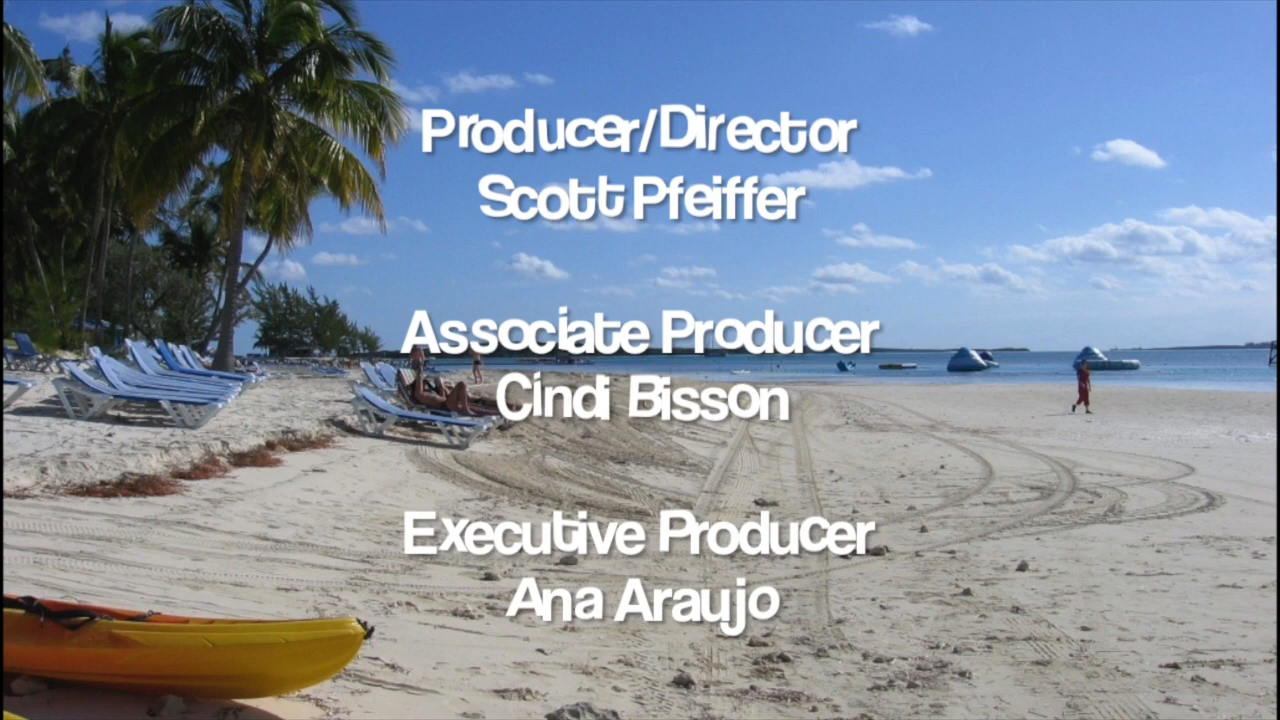 Producer/Director
Scott Pfeiffer
Associate Producer
Cindi Bisson
Executive Producer
Ana Araujo